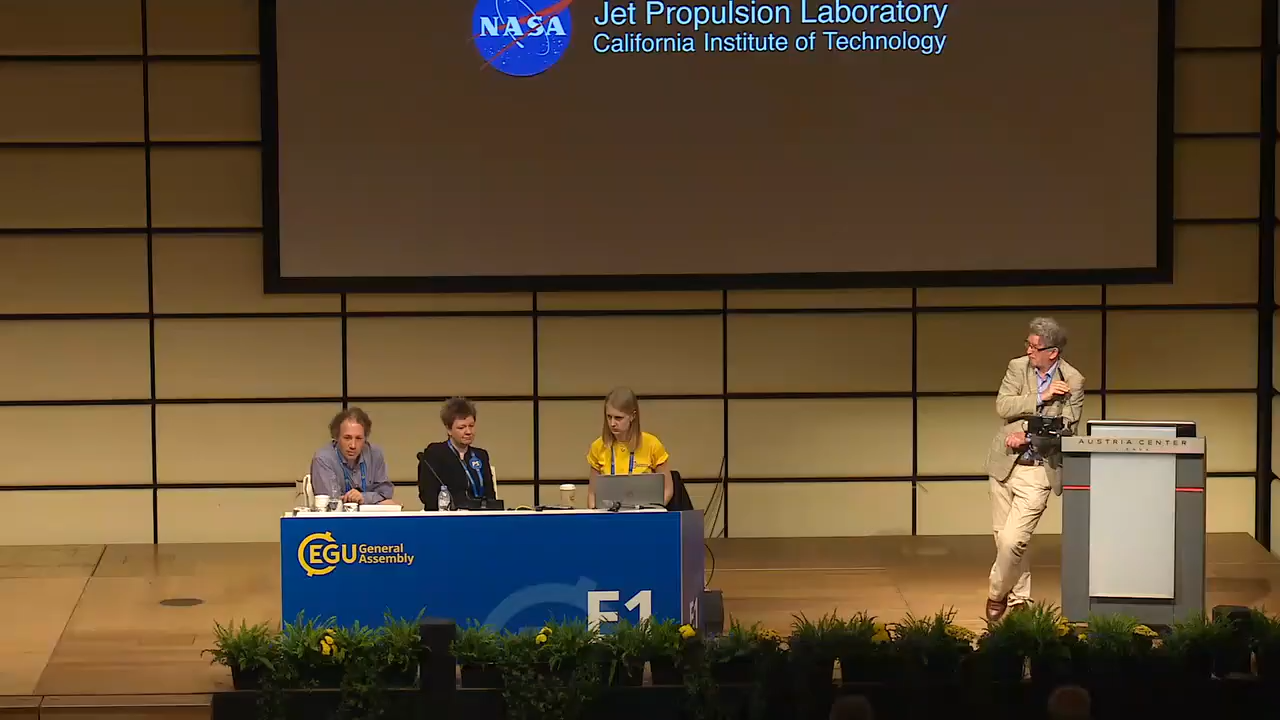 NASA
Jet Propulsion Laboratory
California Institute of Technology
AUSTRIA CENTER
EGU General
Assembly
E1